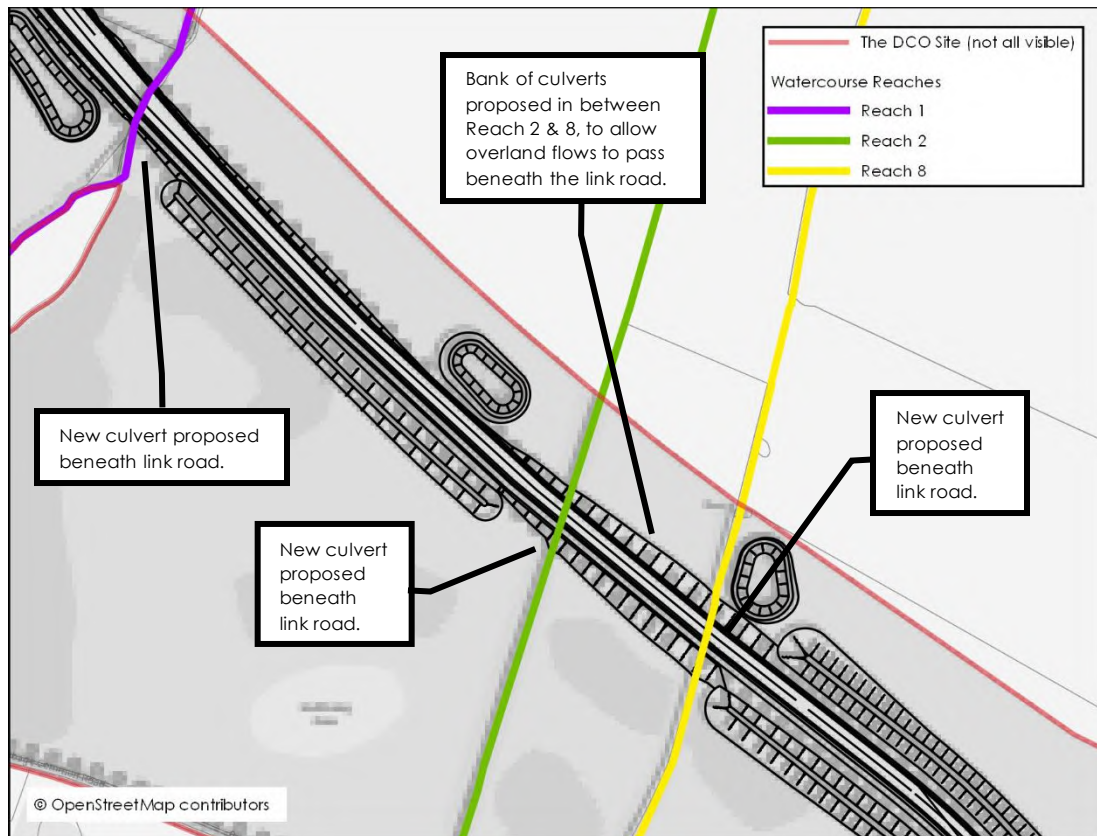 Bank of culverts
proposed in between
Reach 2 & 8, to allow
overland flows to pass
beneath the link road.
The DCO Site (not all visible)
Watercourse Reaches
Reach 1
Reach 2
Reach 8
New culvert proposed
beneath link road.
New culvert
proposed
beneath
link road.
New culvert
proposed
beneath
link road.
© OpenStreetMap contributors